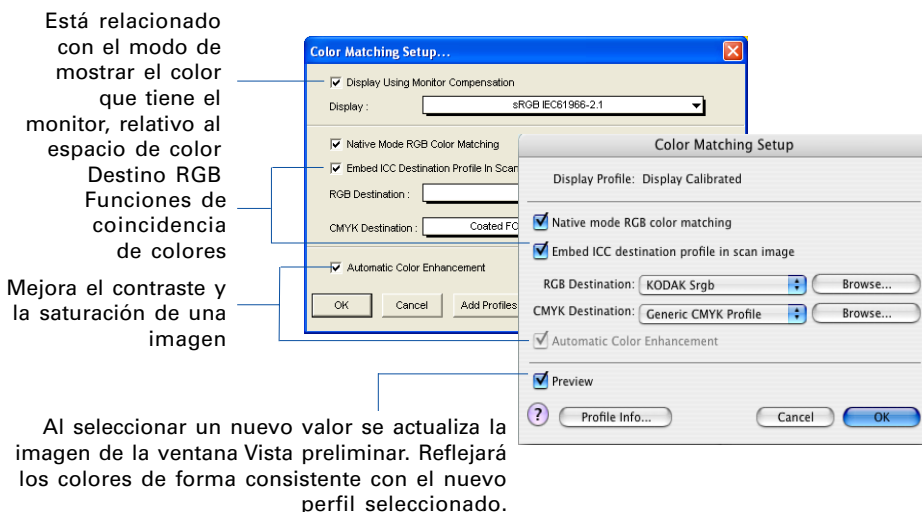 Está relacionado
con el modo de
mostrar el color
que tiene el
monitor, relativo al
espacio de color
Destino RGB
Funciones de
coincidencia
de colores
Mejora el contraste y
la saturación de una
imagen
Color Matching Setup...
Display Using Monitor Compensation
Display :
sRGB IEC61966-2.1
Native Mode RGB Color Matching
Embed ICC Destination Profile In Scan
RGB Destination :
CMYK Destination :
Coated FO
Automatic Color Enhancement
OK
Cancel
Add Profiles
Color Matching Setup
Display Profile: Display Calibrated
Native mode RGB color matching
Embed ICC destination profile in scan image
RGB Destination: KODAK Srgb Browse...
CMYK Destination: Generic CMYK Profile Browse...
Automatic Color Enhancement
Preview
? Profile Info... Cancel OK
Al seleccionar un nuevo valor se actualiza la
imagen de la ventana Vista preliminar. Reflejará
los colores de forma consistente con el nuevo
perfil seleccionado.